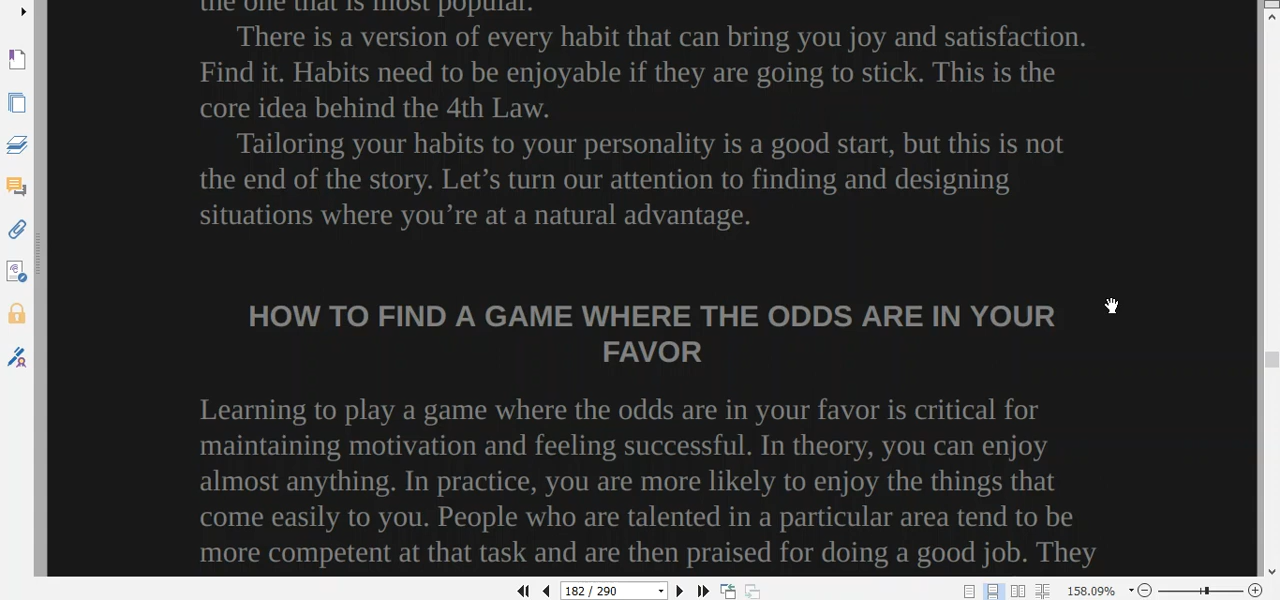 the one that is most popular.
There is a version of every habit that can bring you joy and satisfaction.
Find it. Habits need to be enjoyable if they are going to stick. This is the
core idea behind the 4th Law.
Tailoring your habits to your personality is a good start, but this is not
the end of the story. Let’s turn our attention to finding and designing
situations where you’re at a natural advantage.
HOW TO FIND A GAME WHERE THE ODDS ARE IN YOUR
FAVOR
Learning to play a game where the odds are in your favor is critical for
maintaining motivation and feeling successful. In theory, you can enjoy
almost anything. In practice, you are more likely to enjoy the things that
come easily to you. People who are talented in a particular area tend to be
more competent at that task and are then praised for doing a good job. They
182 / 290
158.09%